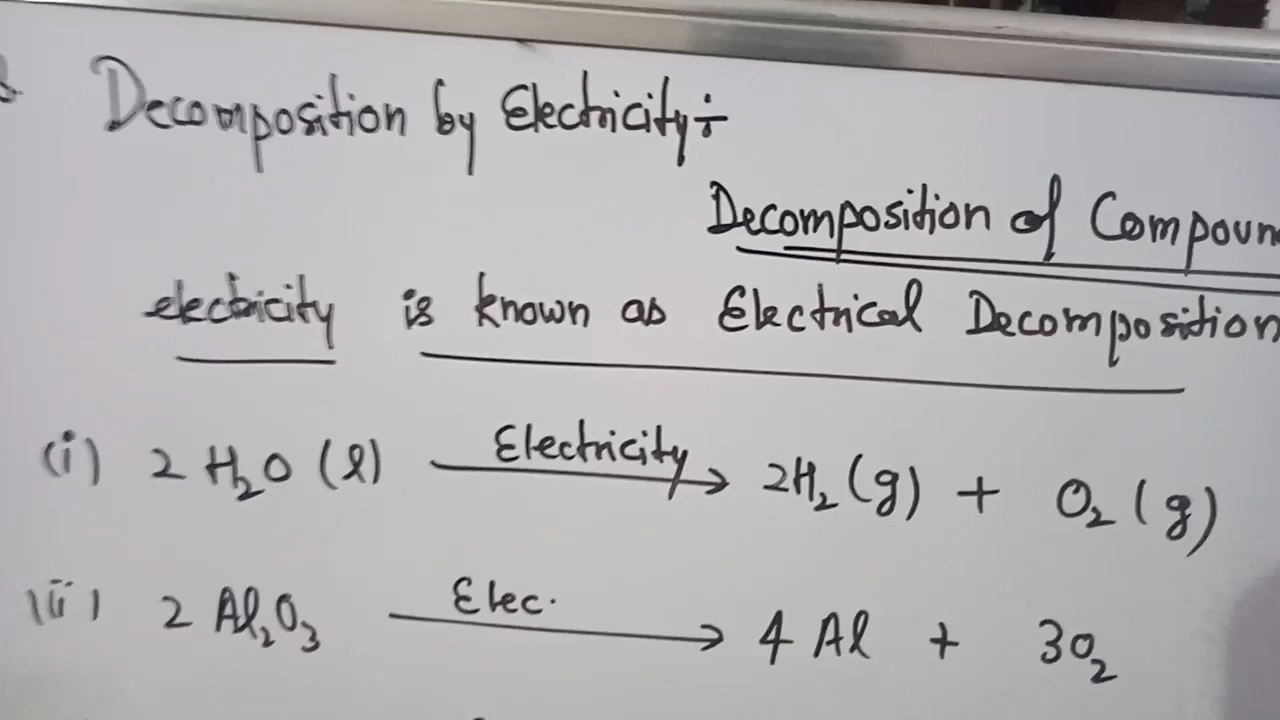 Decomposition by Electricity÷
Decomposition of Compoun
electricity is known as Electrical Decomposition
(i) 2 H₂O (l) Electricity → 2H₂ (g) + O₂ (g)
(ii) 2 Al₂O₃ Elec. → 4 Al + 3O₂